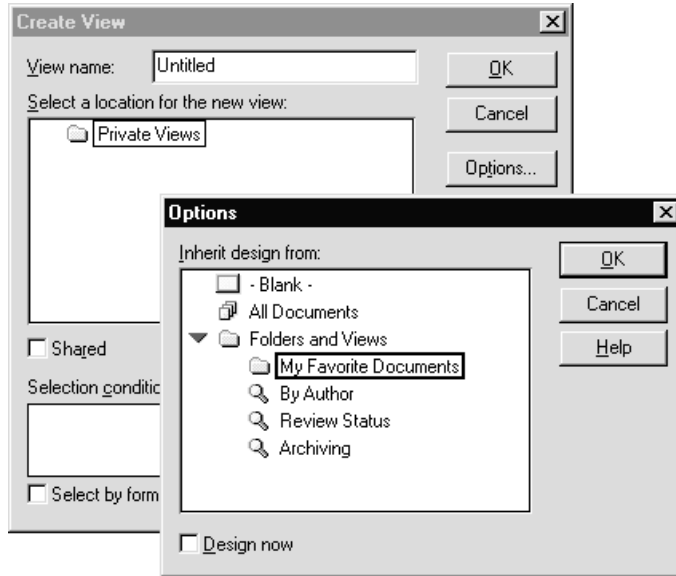 Create View
View name: Untitled
OK
Select a location for the new view:
Cancel
Private Views
Options...
Options
Inherit design from:
OK
- Blank -
Cancel
All Documents
Folders and Views
Help
Shared
My Favorite Documents
Selection conditio
By Author
Review Status
Archiving
Select by form
Design now